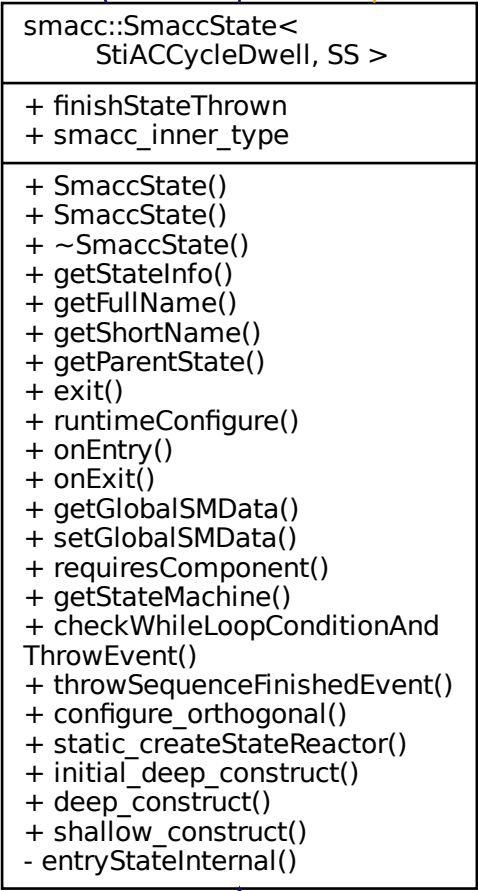 smacc::SmaccState<
StiACCycleDwell, SS >
+ finishStateThrown
+ smacc_inner_type
+ SmaccState()
+ SmaccState()
+ ~SmaccState()
+ getStateInfo()
+ getFullName()
+ getShortName()
+ getParentState()
+ exit()
+ runtimeConfigure()
+ onEntry()
+ onExit()
+ getGlobalSMData()
+ setGlobalSMData()
+ requiresComponent()
+ getStateMachine()
+ checkWhileLoopConditionAnd
ThrowEvent()
+ throwSequenceFinishedEvent()
+ configure_orthogonal()
+ static_createStateReactor()
+ initial_deep_construct()
+ deep_construct()
+ shallow_construct()
- entryStateInternal()